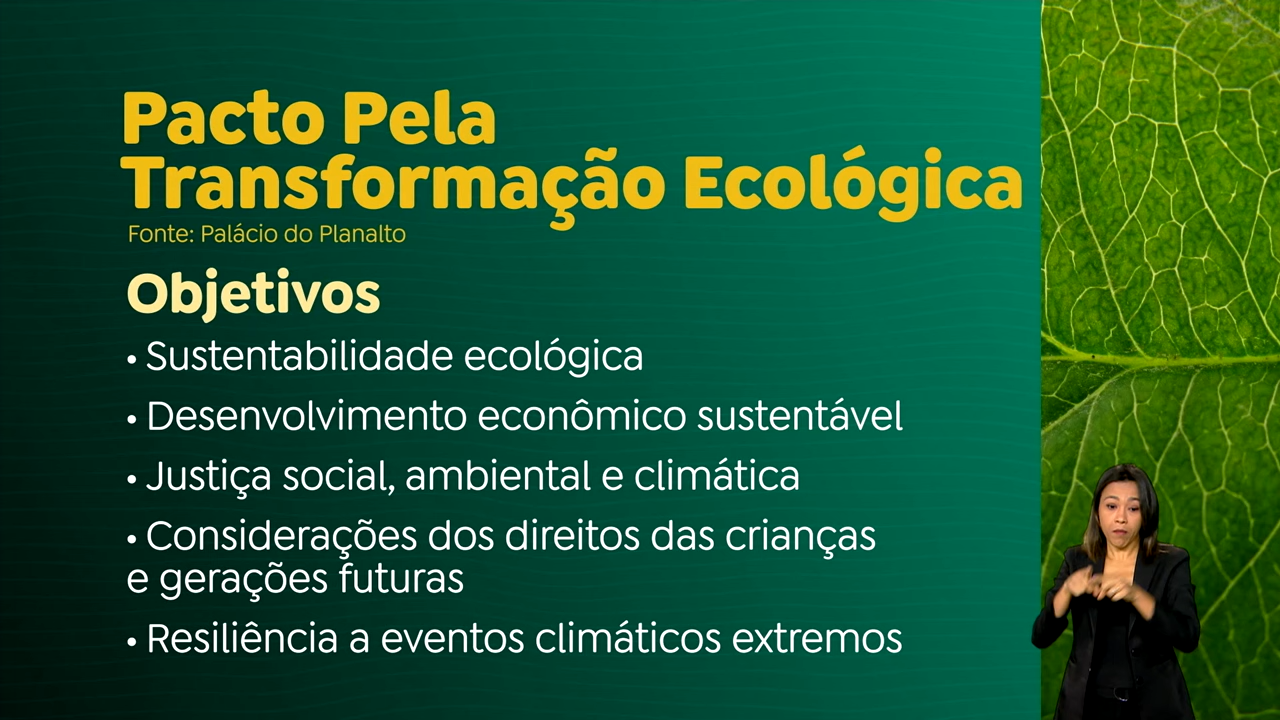 Pacto Pela
Transformação Ecológica
Fonte: Palácio do Planalto
Objetivos
• Sustentabilidade ecológica
• Desenvolvimento econômico sustentável
• Justiça social, ambiental e climática
• Considerações dos direitos das crianças
e gerações futuras
• Resiliência a eventos climáticos extremos